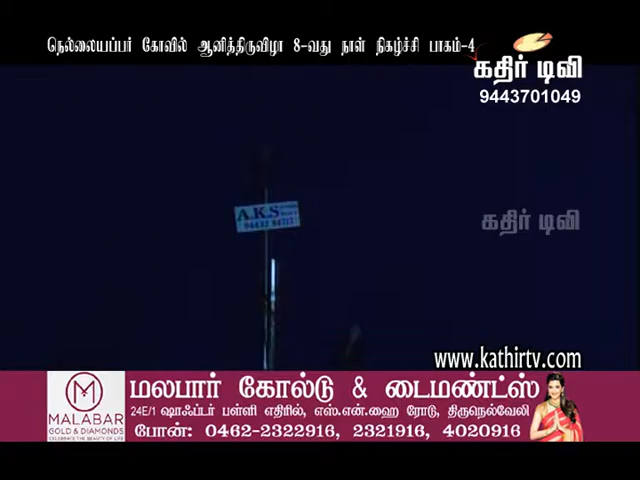 நெல்லையப்பர் கோவில் ஆனித்திருவிழா 8-வது நாள் நிகழ்ச்சி பாகம்-4
கதிர் டிவி
9443701049
A.K.S
கதிர் டிவி
www.kathirtv.com
மலபார் கோல்டு & டைமண்ட்ஸ்
24E/1 ஷாஃப்டர் பள்ளி எதிரில், எஸ்.என்.ஹை ரோடு, திருநெல்வேலி
போன்: 0462-2322916, 2321916, 4020916
MALABAR
GOLD & DIAMONDS
CELEBRATE THE BEAUTY OF LIFE